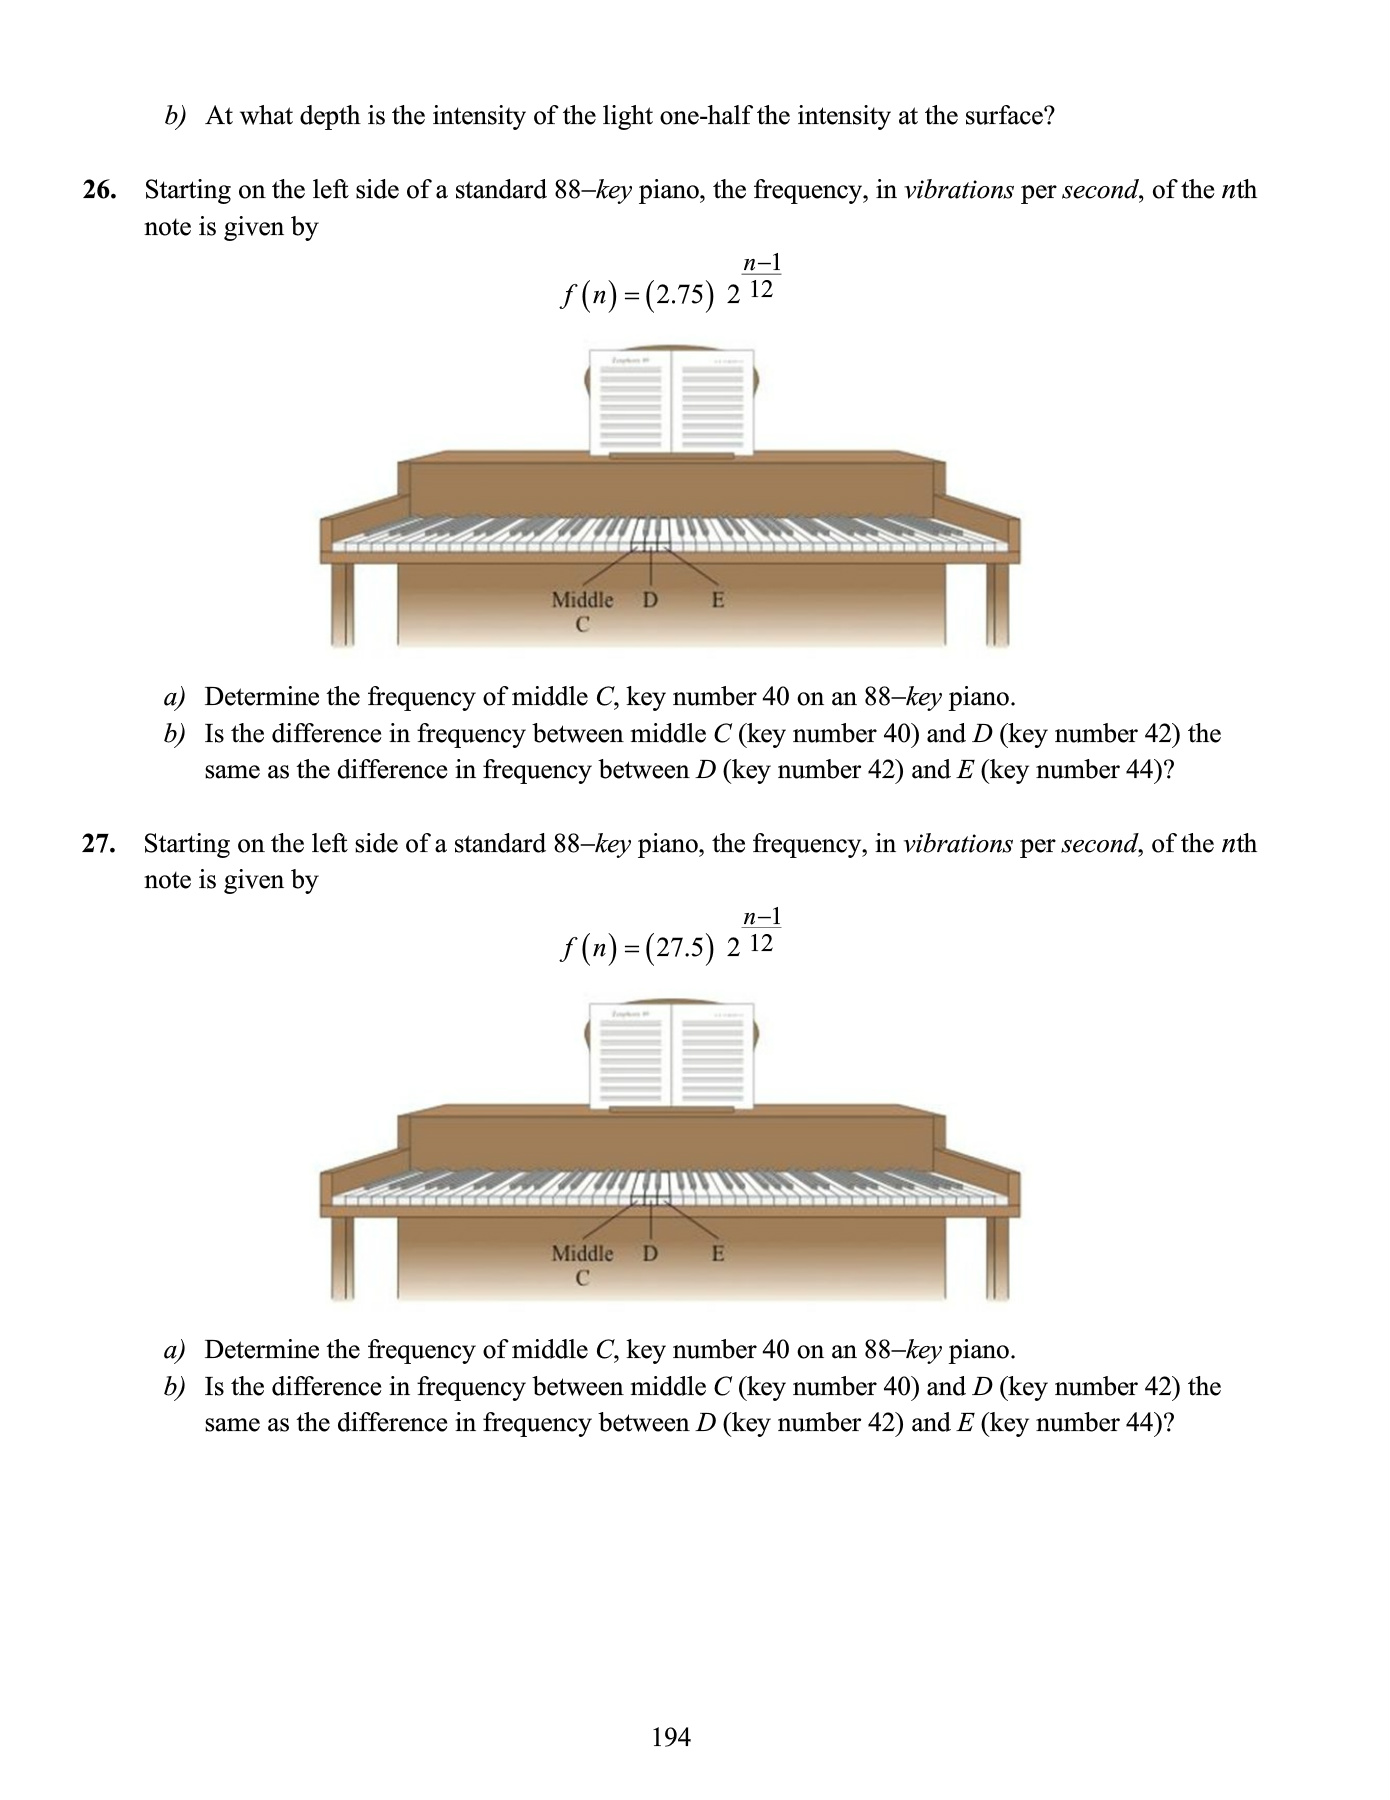 b) At what depth is the intensity of the light one-half the intensity at the surface?
26. Starting on the left side of a standard 88–key piano, the frequency, in vibrations per second, of the nth
note is given by
f(n) = (2.75) 2^{\frac{n–1}{12}}
Middle D E
C
a) Determine the frequency of middle C, key number 40 on an 88–key piano.
b) Is the difference in frequency between middle C (key number 40) and D (key number 42) the
same as the difference in frequency between D (key number 42) and E (key number 44)?
27. Starting on the left side of a standard 88–key piano, the frequency, in vibrations per second, of the nth
note is given by
f(n) = (27.5) 2^{\frac{n–1}{12}}
Middle D E
C
a) Determine the frequency of middle C, key number 40 on an 88–key piano.
b) Is the difference in frequency between middle C (key number 40) and D (key number 42) the
same as the difference in frequency between D (key number 42) and E (key number 44)?
194